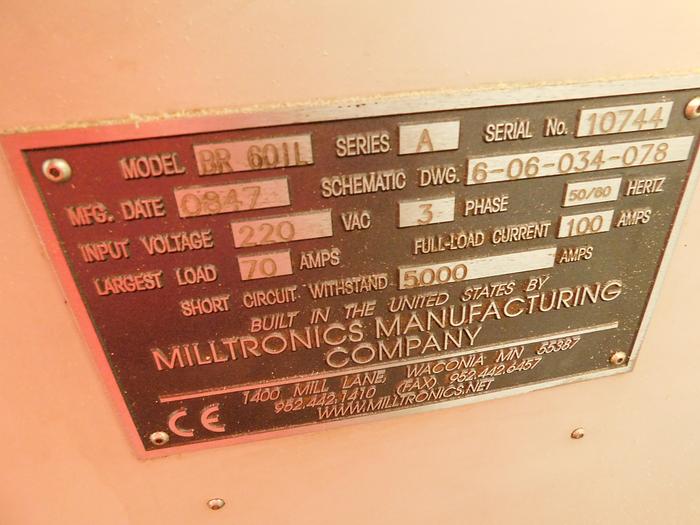 MODEL BR 60IL SERIES A SERIAL No. 10744
MFG. DATE 0847 SCHEMATIC DWG. 6-06-034-078
INPUT VOLTAGE 220 VAC 3 PHASE 50/60 HERTZ
LARGEST LOAD 70 AMPS FULL-LOAD CURRENT 100 AMPS
SHORT CIRCUIT WITHSTAND 5000 AMPS
BUILT IN THE UNITED STATES BY
MILLTRONICS MANUFACTURING
COMPANY
1400 MILL LANE, WACONIA MN 55387
952.442.1410 (FAX) 952.442.6457
WWW.MILLTRONICS.NET
CE